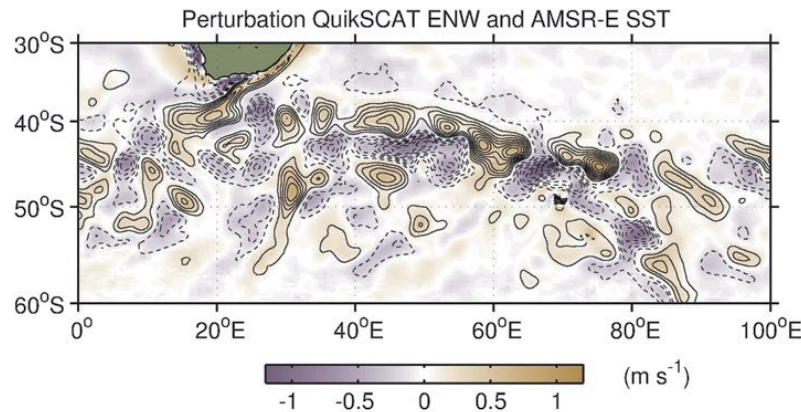 Perturbation QuikSCAT ENW and AMSR-E SST
30°S
40°S
50°S
60°S
0° 20°E 40°E 60°E 80°E 100°E
-1 -0.5 0 0.5 1 (m s⁻¹)